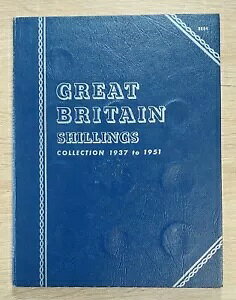 GREAT
BRITAIN
SHILLINGS
COLLECTION 1937 to 1951